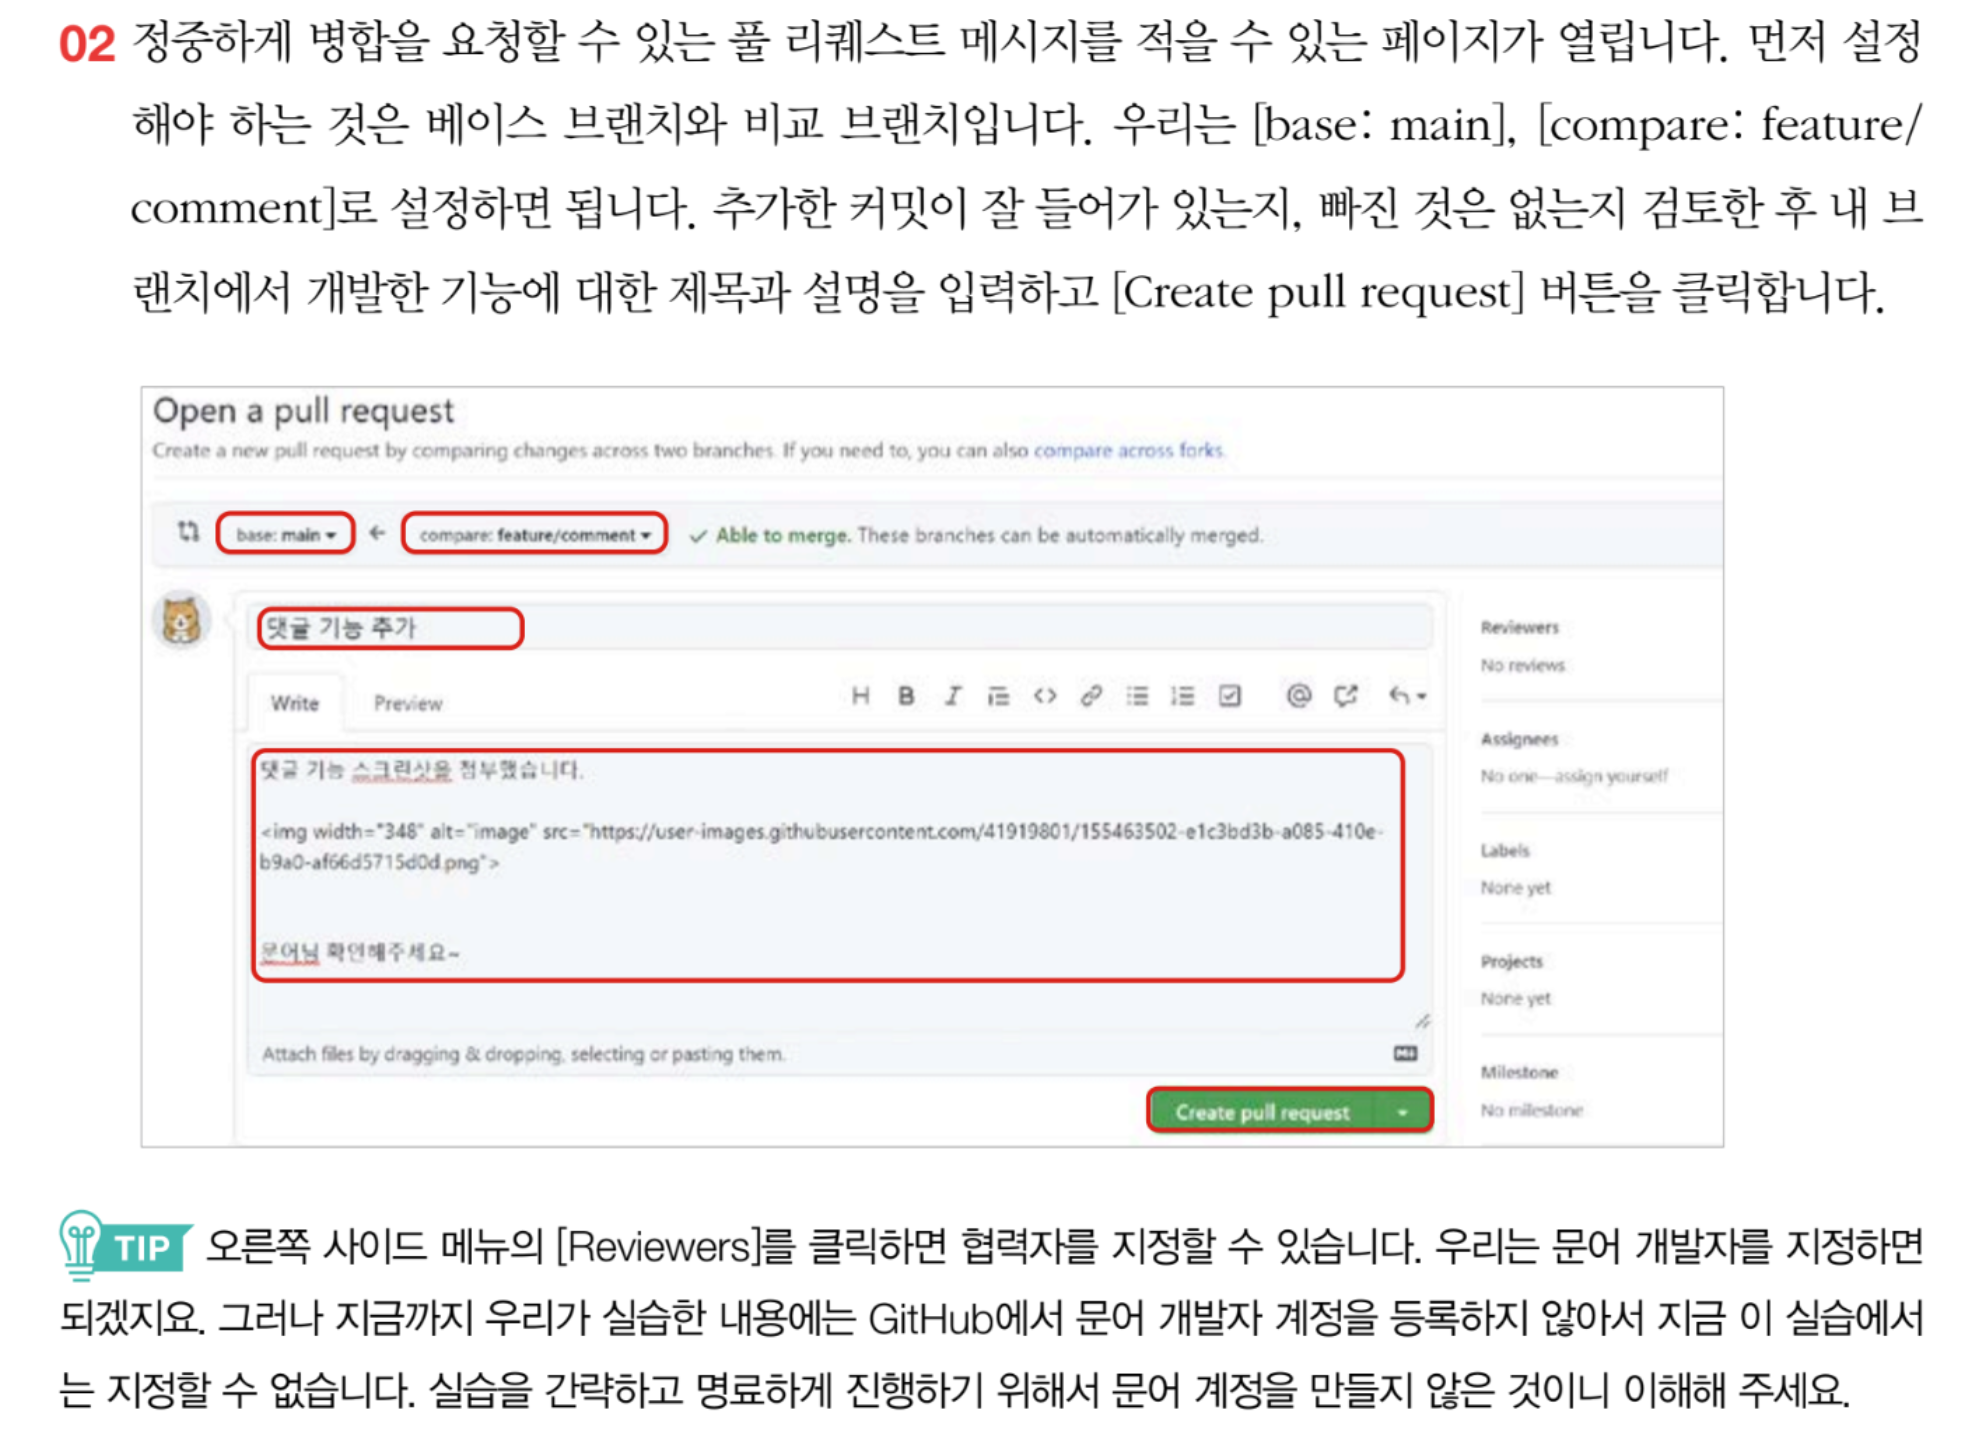 02 정중하게 병합을 요청할 수 있는 풀 리퀘스트 메시지를 적을 수 있는 페이지가 열립니다. 먼저 설정
해야 하는 것은 베이스 브랜치와 비교 브랜치입니다. 우리는 [base: main], [compare: feature/
comment]로 설정하면 됩니다. 추가한 커밋이 잘 들어가 있는지, 빠진 것은 없는지 검토한 후 내 브
랜치에서 개발한 기능에 대한 제목과 설명을 입력하고 [Create pull request] 버튼을 클릭합니다.
Open a pull request
Create a new pull request by comparing changes across two branches. If you need to, you can also compare across forks.
base: main ← compare: feature/comment ✓ Able to merge. These branches can be automatically merged.
댓글 기능 추가
Write Preview
댓글 기능 스크린샷을 첨부했습니다.
<img width="348" alt="image" src="https://user-images.githubusercontent.com/41919801/155463502-e1c3bd3b-a085-410e-
b9a0-af66d5715d0d.png">
문어님 확인해주세요~
Attach files by dragging & dropping, selecting or pasting them.
Create pull request
Reviewers
No reviews
Assignees
No one—assign yourself
Labels
None yet
Projects
None yet
Milestone
No milestone
TIP 오른쪽 사이드 메뉴의 [Reviewers]를 클릭하면 협력자를 지정할 수 있습니다. 우리는 문어 개발자를 지정하면
되겠지요. 그러나 지금까지 우리가 실습한 내용에는 GitHub에서 문어 개발자 계정을 등록하지 않아서 지금 이 실습에서
는 지정할 수 없습니다. 실습을 간략하고 명료하게 진행하기 위해서 문어 계정을 만들지 않은 것이니 이해해 주세요.